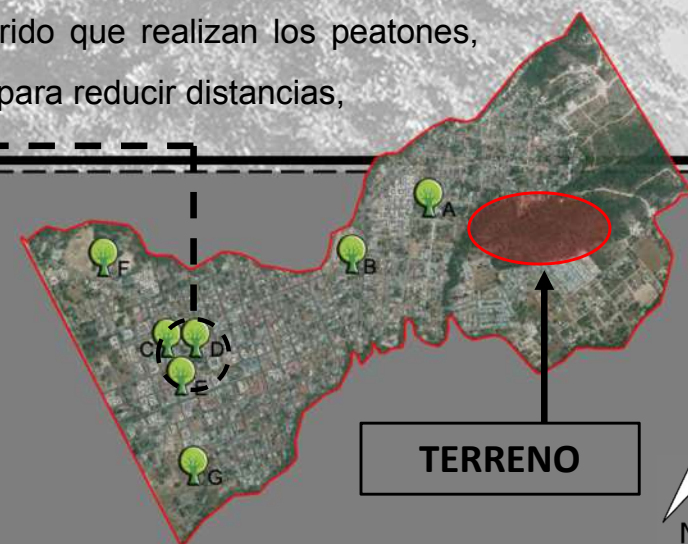 rido que realizan los peatones,
para reducir distancias,
A
B
F
C
D
E
G
TERRENO
N